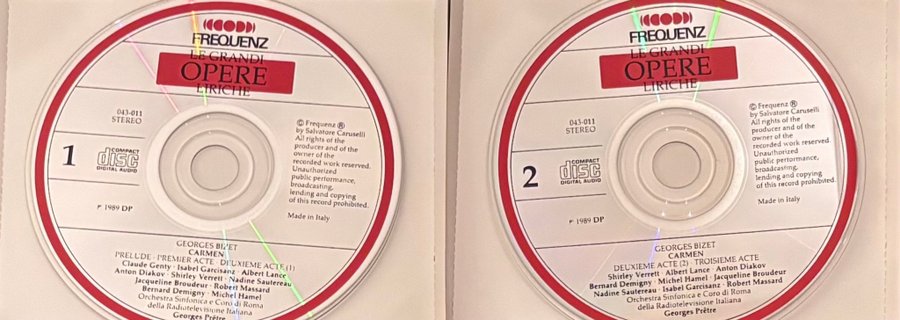 FREQUENZ
LE GRANDI
OPERE
LIRICHE
043-011
STEREO
1
COMPACT
disc
DIGITAL AUDIO
© Frequenz ®
by Salvatore Caruselli
All rights of the
producer and of the
owner of the
recorded work reserved.
Unauthorized
public performance,
broadcasting,
lending and copying
of this record prohibited.
Made in Italy
℗ 1989 DP
GEORGES BIZET
CARMEN
PRELUDE - PREMIER ACTE - DEUXIEME ACTE (1)
Claude Genty · Isabel Garcisanz · Albert Lance
Anton Diakov · Shirley Verrett · Nadine Sautereau
Jacqueline Broudeur · Robert Massard
Bernard Demigny · Michel Hamel
Orchestra Sinfonica e Coro di Roma
della Radiotelevisione Italiana
Georges Prêtre
FREQUENZ
LE GRANDI
OPERE
LIRICHE
043-011
STEREO
2
COMPACT
disc
DIGITAL AUDIO
© Frequenz ®
by Salvatore Caruselli
All rights of the
producer and of the
owner of the
recorded work reserved.
Unauthorized
public performance,
broadcasting,
lending and copying
of this record prohibited.
Made in Italy
℗ 1989 DP
GEORGES BIZET
CARMEN
DEUXIEME ACTE (2) - TROISIEME ACTE
Shirley Verrett · Albert Lance · Anton Diakov
Bernard Demigny · Michel Hamel · Jacqueline Broudeur
Nadine Sautereau · Isabel Garcisanz · Robert Massard
Orchestra Sinfonica e Coro di Roma
della Radiotelevisione Italiana
Georges Prêtre